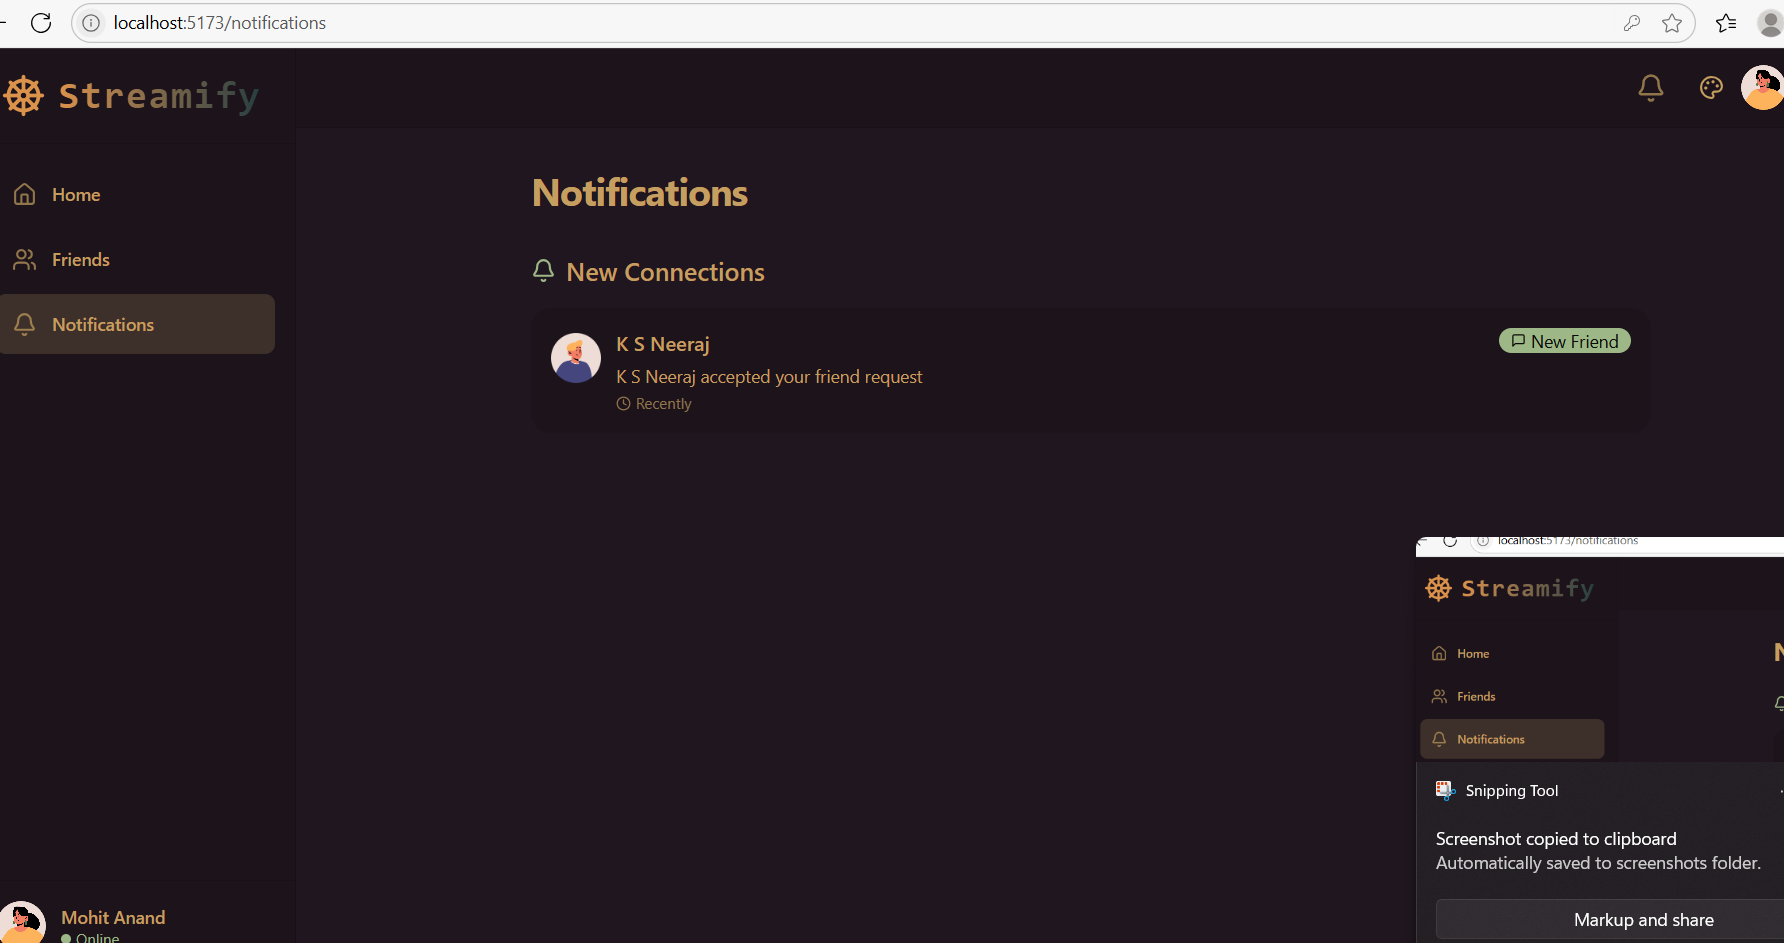 localhost:5173/notifications
Streamify
Home
Friends
Notifications
Notifications
New Connections
K S Neeraj
New Friend
K S Neeraj accepted your friend request
Recently
localhost:5173/notifications
Streamify
Home
Friends
Notifications
Snipping Tool
Screenshot copied to clipboard
Automatically saved to screenshots folder.
Markup and share
Mohit Anand
Online